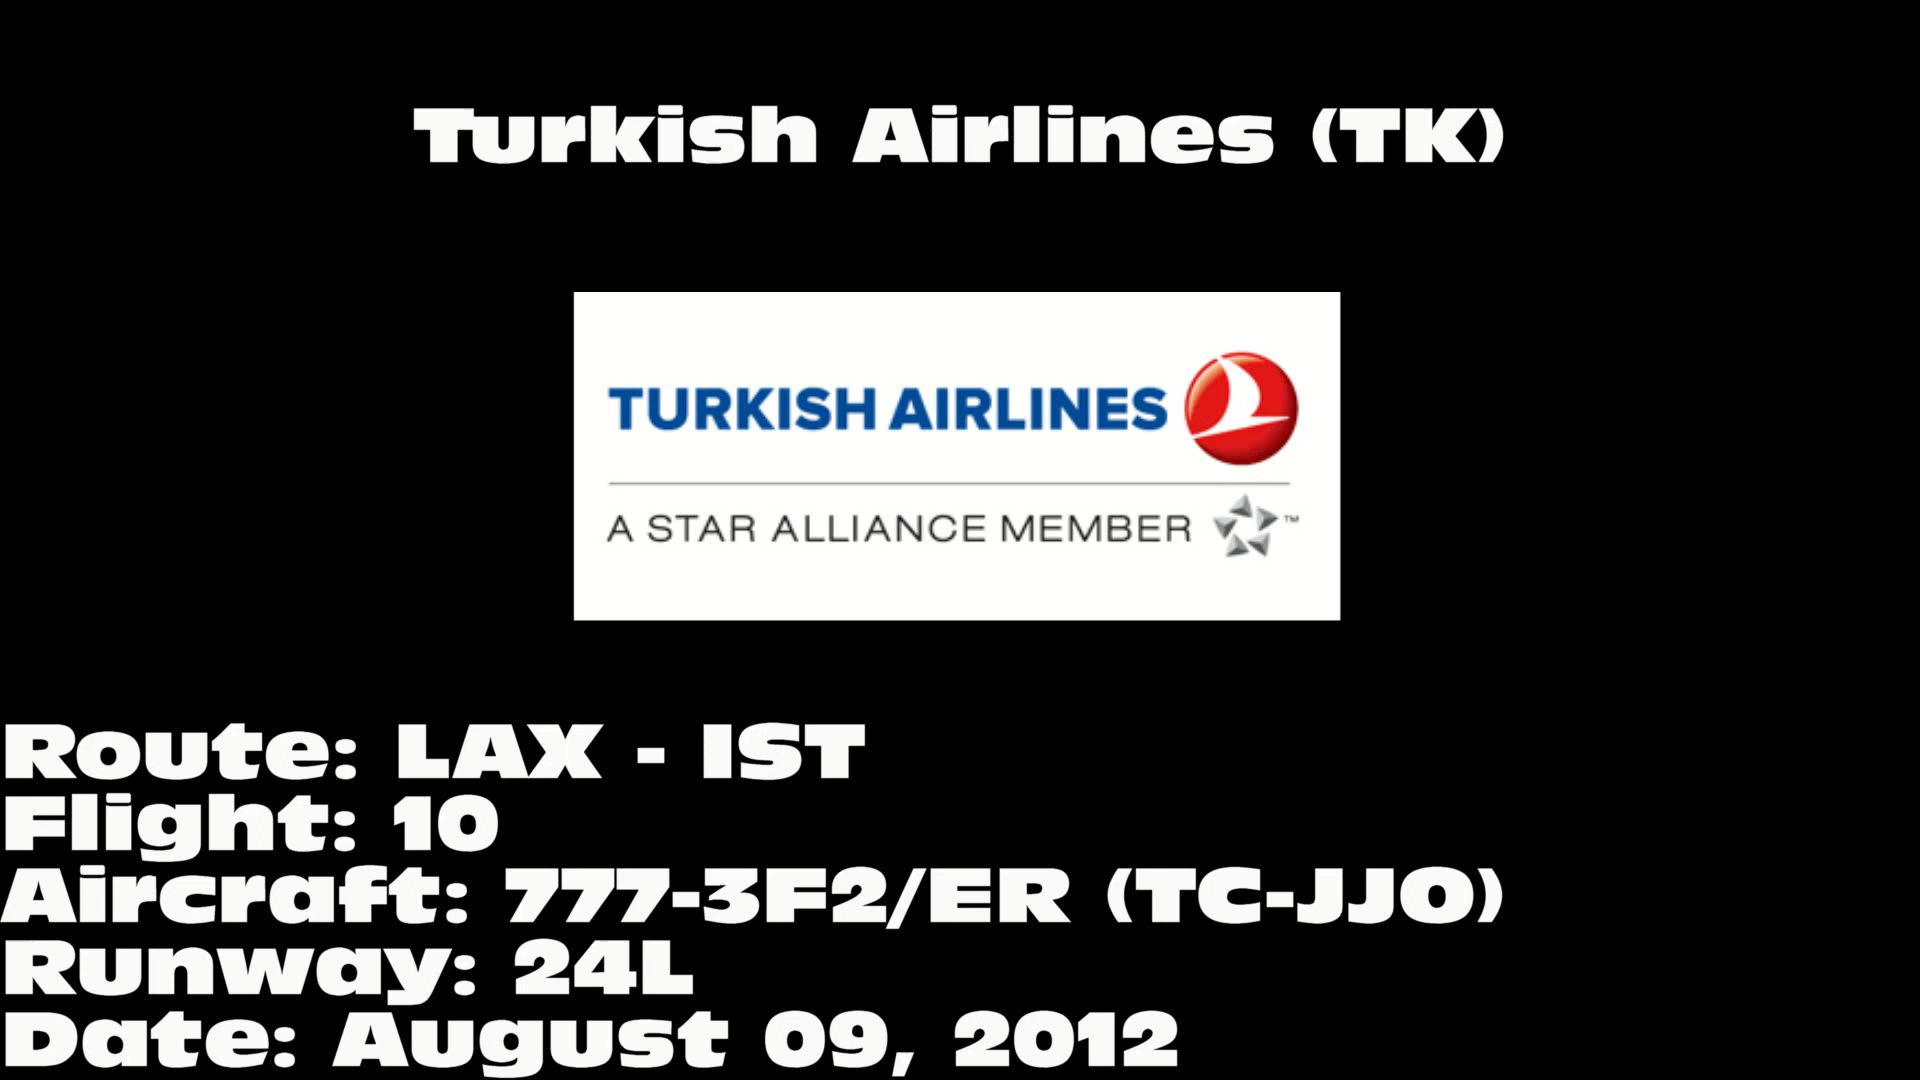 Turkish Airlines (TK)
TURKISH AIRLINES
A STAR ALLIANCE MEMBER ™
Route: LAX - IST
Flight: 10
Aircraft: 777-3F2/ER (TC-JJO)
Runway: 24L
Date: August 09, 2012